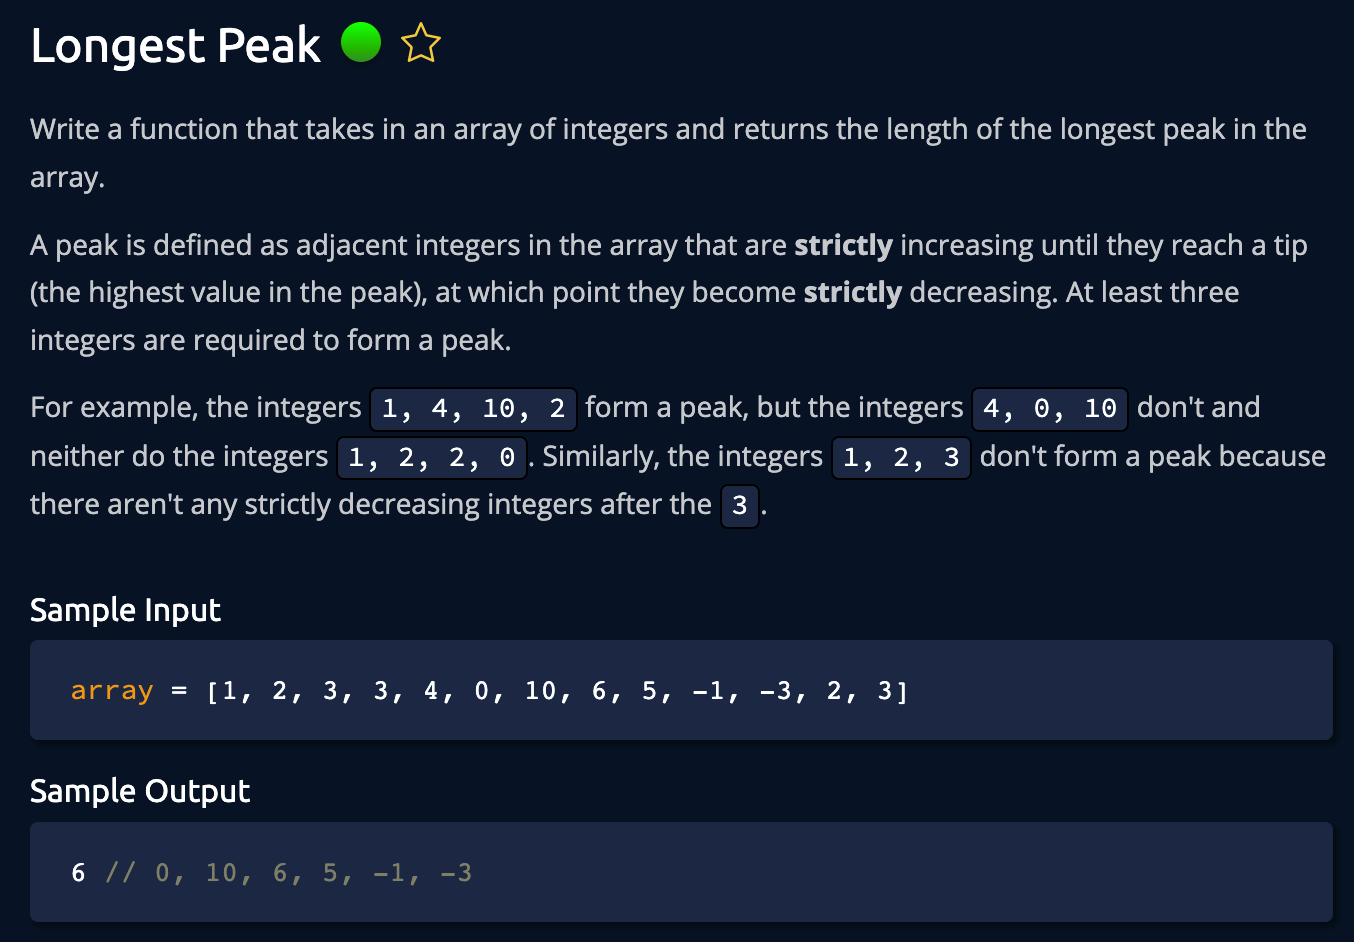 Longest Peak
Write a function that takes in an array of integers and returns the length of the longest peak in the
array.
A peak is defined as adjacent integers in the array that are strictly increasing until they reach a tip
(the highest value in the peak), at which point they become strictly decreasing. At least three
integers are required to form a peak.
For example, the integers 1, 4, 10, 2 form a peak, but the integers 4, 0, 10 don't and
neither do the integers 1, 2, 2, 0. Similarly, the integers 1, 2, 3 don't form a peak because
there aren't any strictly decreasing integers after the 3.
Sample Input
array = [1, 2, 3, 3, 4, 0, 10, 6, 5, -1, -3, 2, 3]
Sample Output
6 // 0, 10, 6, 5, -1, -3